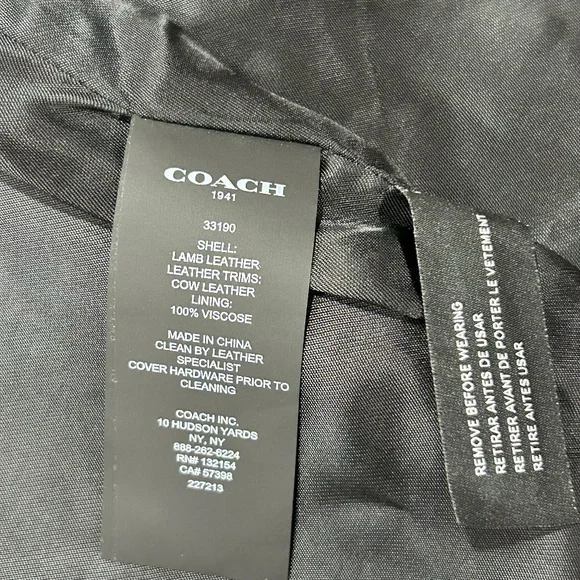 COACH
1941
33190
SHELL:
LAMB LEATHER
LEATHER TRIMS:
COW LEATHER
LINING:
100% VISCOSE
MADE IN CHINA
CLEAN BY LEATHER
SPECIALIST
COVER HARDWARE PRIOR TO
CLEANING
COACH INC.
10 HUDSON YARDS
NY, NY
888-262-6224
RN# 132154
CA# 57398
227213
REMOVE BEFORE WEARING
RETIRAR ANTES DE USAR
RETIRER AVANT DE PORTER LE VETEMENT
RETIRE ANTES USAR